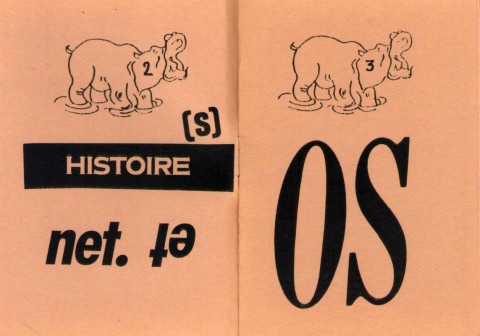 2
(s)
HISTOIRE
net. et
3
OS